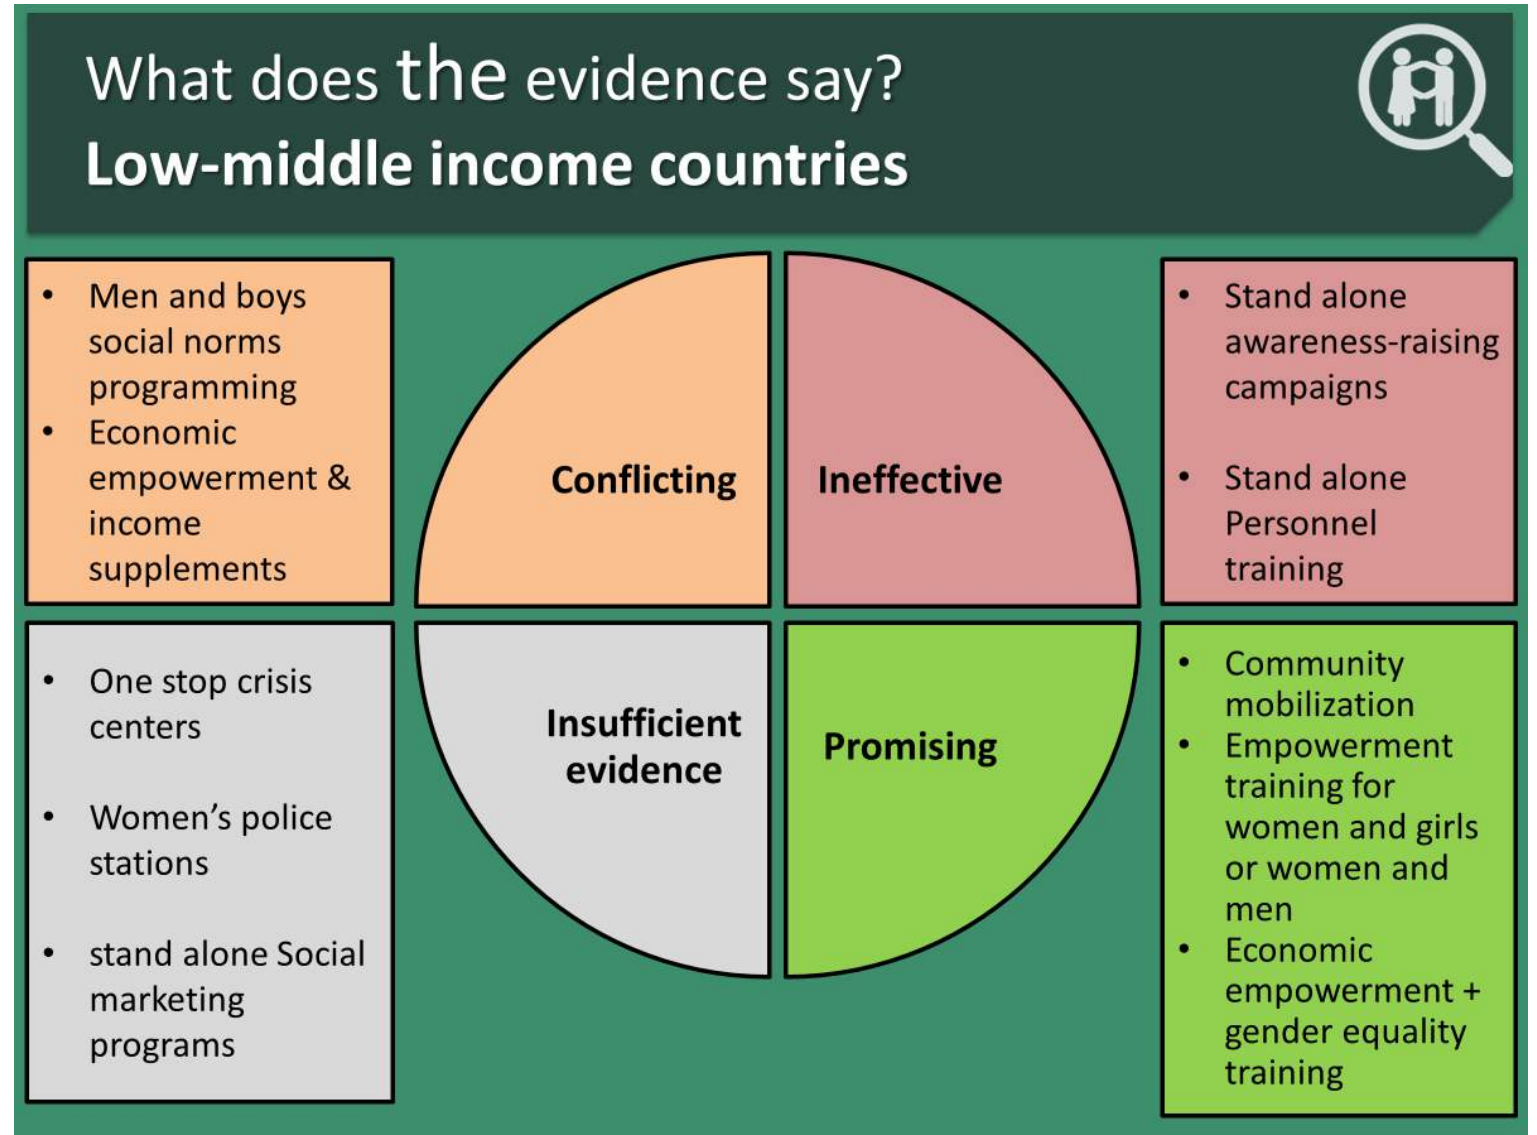 What does the evidence say?
Low-middle income countries
• Men and boys
social norms
programming
• Economic
empowerment &
income
supplements
Conflicting
Ineffective
• Stand alone
awareness-raising
campaigns
• Stand alone
Personnel
training
• One stop crisis
centers
• Women’s police
stations
• stand alone Social
marketing
programs
Insufficient
evidence
Promising
• Community
mobilization
• Empowerment
training for
women and girls
or women and
men
• Economic
empowerment +
gender equality
training